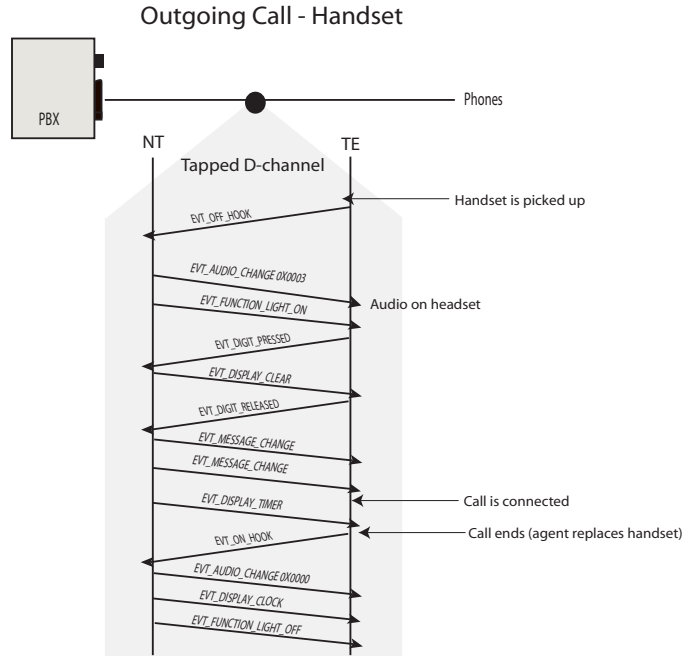 Outgoing Call - Handset
PBX
Phones
NT
TE
Tapped D-channel
Handset is picked up
EVT_OFF_HOOK
EVT_AUDIO_CHANGE 0X0003
EVT_FUNCTION_LIGHT_ON
Audio on headset
EVT_DIGIT_PRESSED
EVT_DISPLAY_CLEAR
EVT_DIGIT_RELEASED
EVT_MESSAGE_CHANGE
EVT_MESSAGE_CHANGE
EVT_DISPLAY_TIMER
Call is connected
Call ends (agent replaces handset)
EVT_ON_HOOK
EVT_AUDIO_CHANGE 0X0000
EVT_DISPLAY_CLOCK
EVT_FUNCTION_LIGHT_OFF